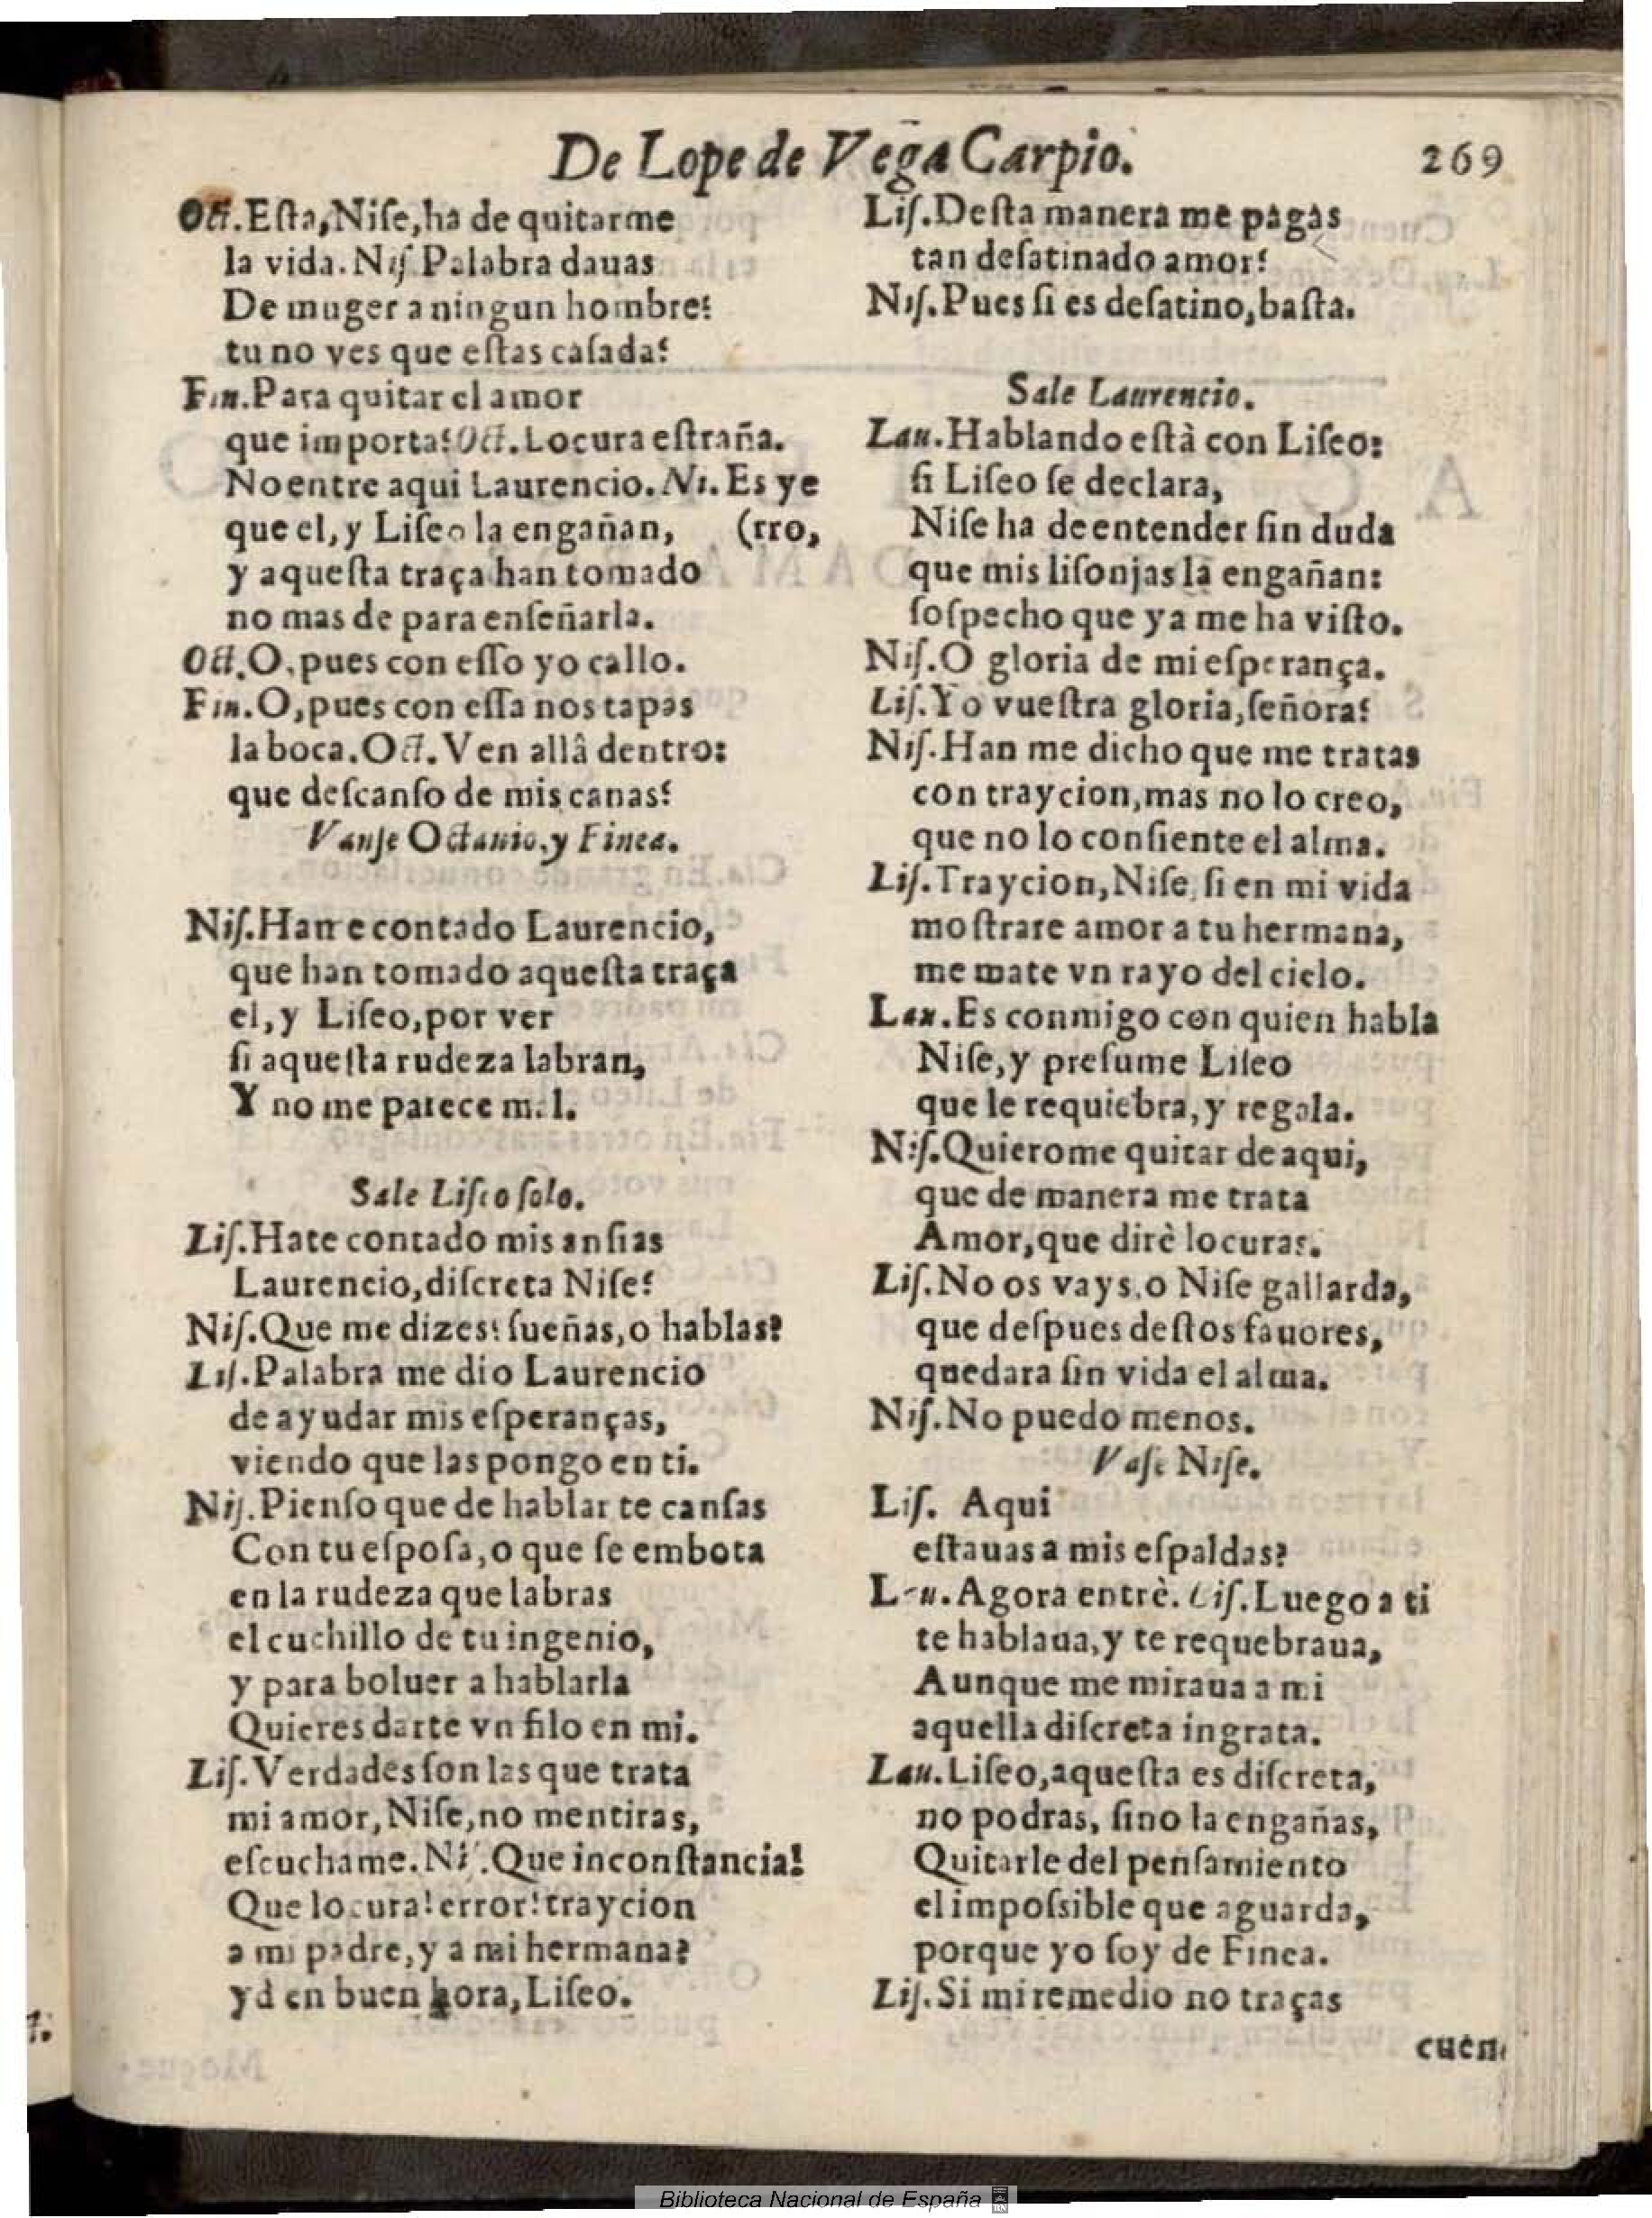 De Lope de Vega Carpio.
269
Oct. Esta, Nise, ha de quitarme
la vida. Nis Palabra dauas
De muger a ningun hombre?
tu no ves que estas casada?
Fin. Para quitar el amor
que importa? Oct. Locura estraña.
No entre aqui Laurencio. Ni. Es ye
que el, y Liseo la engañan, (rro,
y aquesta traça han tomado
no mas de para enseñarla.
Oct. O, pues con esso yo callo.
Fin. O, pues con essa nos tapas
la boca. Oct. Ven allâ dentro:
que descanso de mis canas?
Vanse Octauio, y Finea.
Nis. Han e contado Laurencio,
que han tomado aquesta traça
el, y Liseo, por ver
si aquesta rudeza labran,
Y no me parece mal.
Sale Liseo solo.
Lis. Hate contado mis ansias
Laurencio, discreta Nise?
Nis. Que me dizes? sueñas, o hablas?
Lis. Palabra me dio Laurencio
de ayudar mis esperanças,
viendo que las pongo en ti.
Nis. Pienso que de hablar te cansas
Con tu esposa, o que se embota
en la rudeza que labras
el cuchillo de tu ingenio,
y para boluer a hablarla
Quieres darte vn filo en mi.
Lis. Verdades son las que trata
mi amor, Nise, no mentiras,
escuchame. Nis. Que inconstancia!
Que locura! error! traycion
a mi padre, y a mi hermana?
yd en buen hora, Liseo.
Lis. Desta manera me pagas
tan desatinado amor?
Nis. Pues si es desatino, basta.
Sale Laurencio.
Lau. Hablando està con Liseo:
si Liseo se declara,
Nise ha de entender sin duda
que mis lisonjas la engañan:
sospecho que ya me ha visto.
Nis. O gloria de mi esperança.
Lis. Yo vuestra gloria, señora?
Nis. Han me dicho que me tratas
con traycion, mas no lo creo,
que no lo consiente el alma.
Lis. Traycion, Nise, si en mi vida
mostrare amor a tu hermana,
me mate vn rayo del cielo.
Lau. Es conmigo con quien habla
Nise, y presume Liseo
que le requiebra, y regala.
Nis. Quierome quitar de aqui,
que de manera me trata
Amor, que dirè locuras.
Lis. No os vays, o Nise gallarda,
que despues destos fauores,
quedara sin vida el alma.
Nis. No puedo menos.
Vase Nise.
Lis. Aqui
estauas a mis espaldas?
Lau. Agora entrè. Lis. Luego a ti
te hablaua, y te requebraua,
Aunque me miraua a mi
aquella discreta ingrata.
Lau. Liseo, aquesta es discreta,
no podras, sino la engañas,
Quitarle del pensamiento
el impossible que aguarda,
porque yo soy de Finea.
Lis. Si mi remedio no traças
cuen
Biblioteca Nacional de España